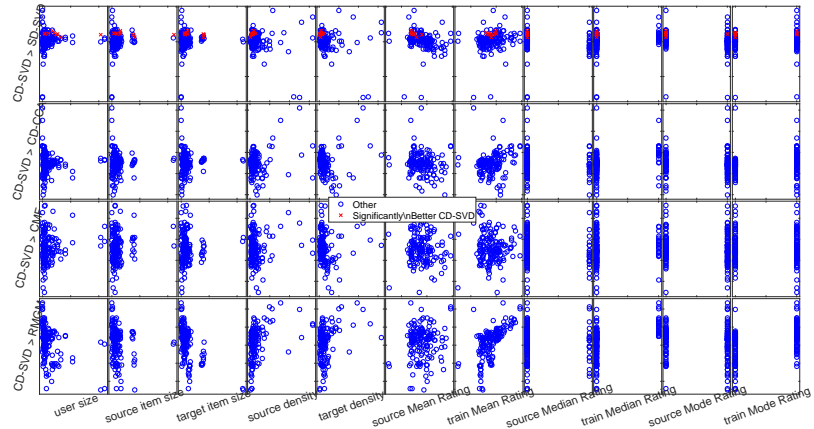 CD-SVD > SD-SVD
CD-SVD > CD-CCA
CD-SVD > CMF
CD-SVD > RMGM
Other
Significantly\nBetter CD-SVD
user size
source item size
target item size
source density
target density
source Mean Rating
train Mean Rating
source Median Rating
train Median Rating
source Mode Rating
train Mode Rating